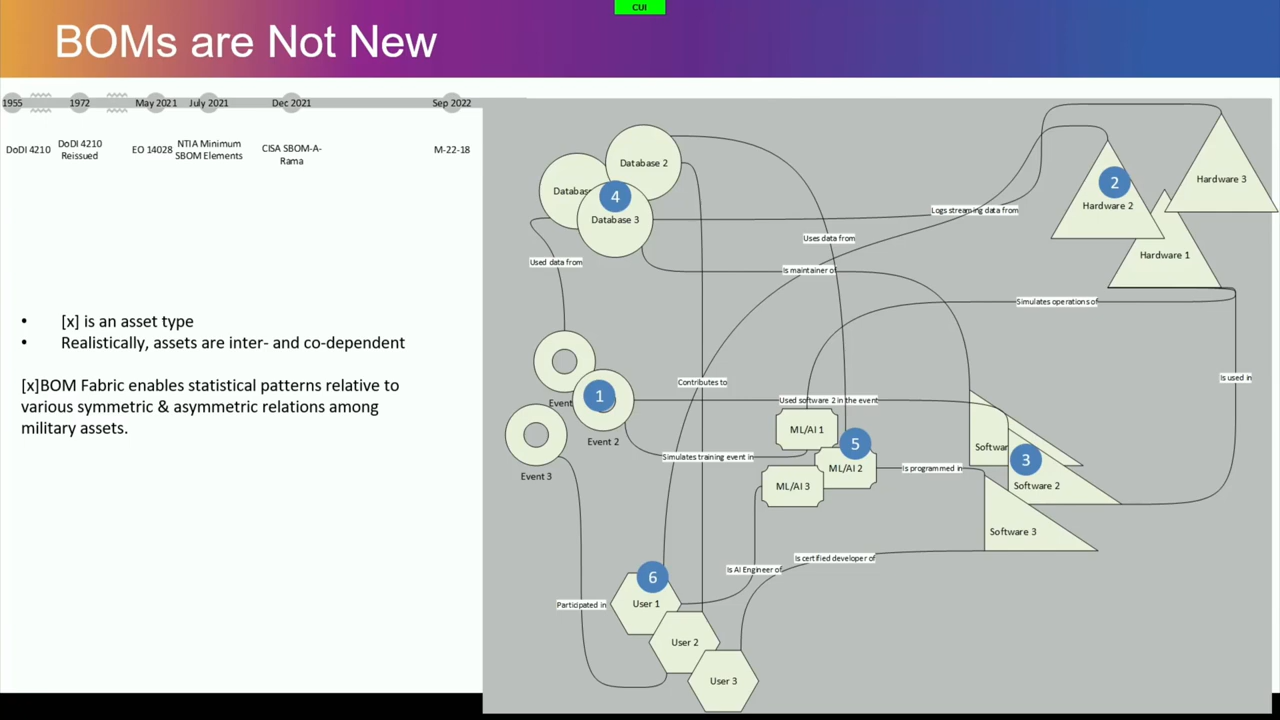 CUI
BOMs are Not New
1955
1972
May 2021
July 2021
Dec 2021
Sep 2022
DoDI 4210
DoDI 4210
Reissued
EO 14028
NTIA Minimum
SBOM Elements
CISA SBOM-A-
Rama
M-22-18
• [x] is an asset type
• Realistically, assets are inter- and co-dependent
[x]BOM Fabric enables statistical patterns relative to
various symmetric & asymmetric relations among
military assets.
Database 2
4
Database 3
Used data from
Logs streaming data from
Uses data from
Is maintainer of
Simulates operations of
2
Hardware 2
Hardware 3
Hardware 1
Is used in
Contributes to
1
Event
Event 2
Event 3
Used software 2 in the event
Simulates training event in
ML/AI 1
5
ML/AI 2
ML/AI 3
Is programmed in
3
Software 2
Software 3
Is certified developer of
Is AI Engineer of
Participated in
6
User 1
User 2
User 3